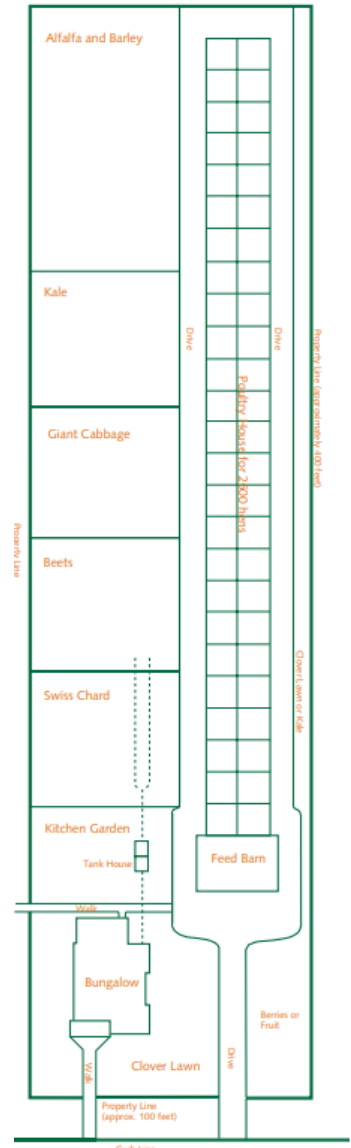 Alfalfa and Barley
Kale
Drive
Drive
Property Line (approximately 400 feet)
Poultry House for 2600 hens
Giant Cabbage
Property Line
Beets
Clover Lawn or Kale
Swiss Chard
Kitchen Garden
Tank House
Feed Barn
Walk
Bungalow
Berries or
Fruit
Clover Lawn
Drive
Walk
Property Line
(approx. 100 feet)